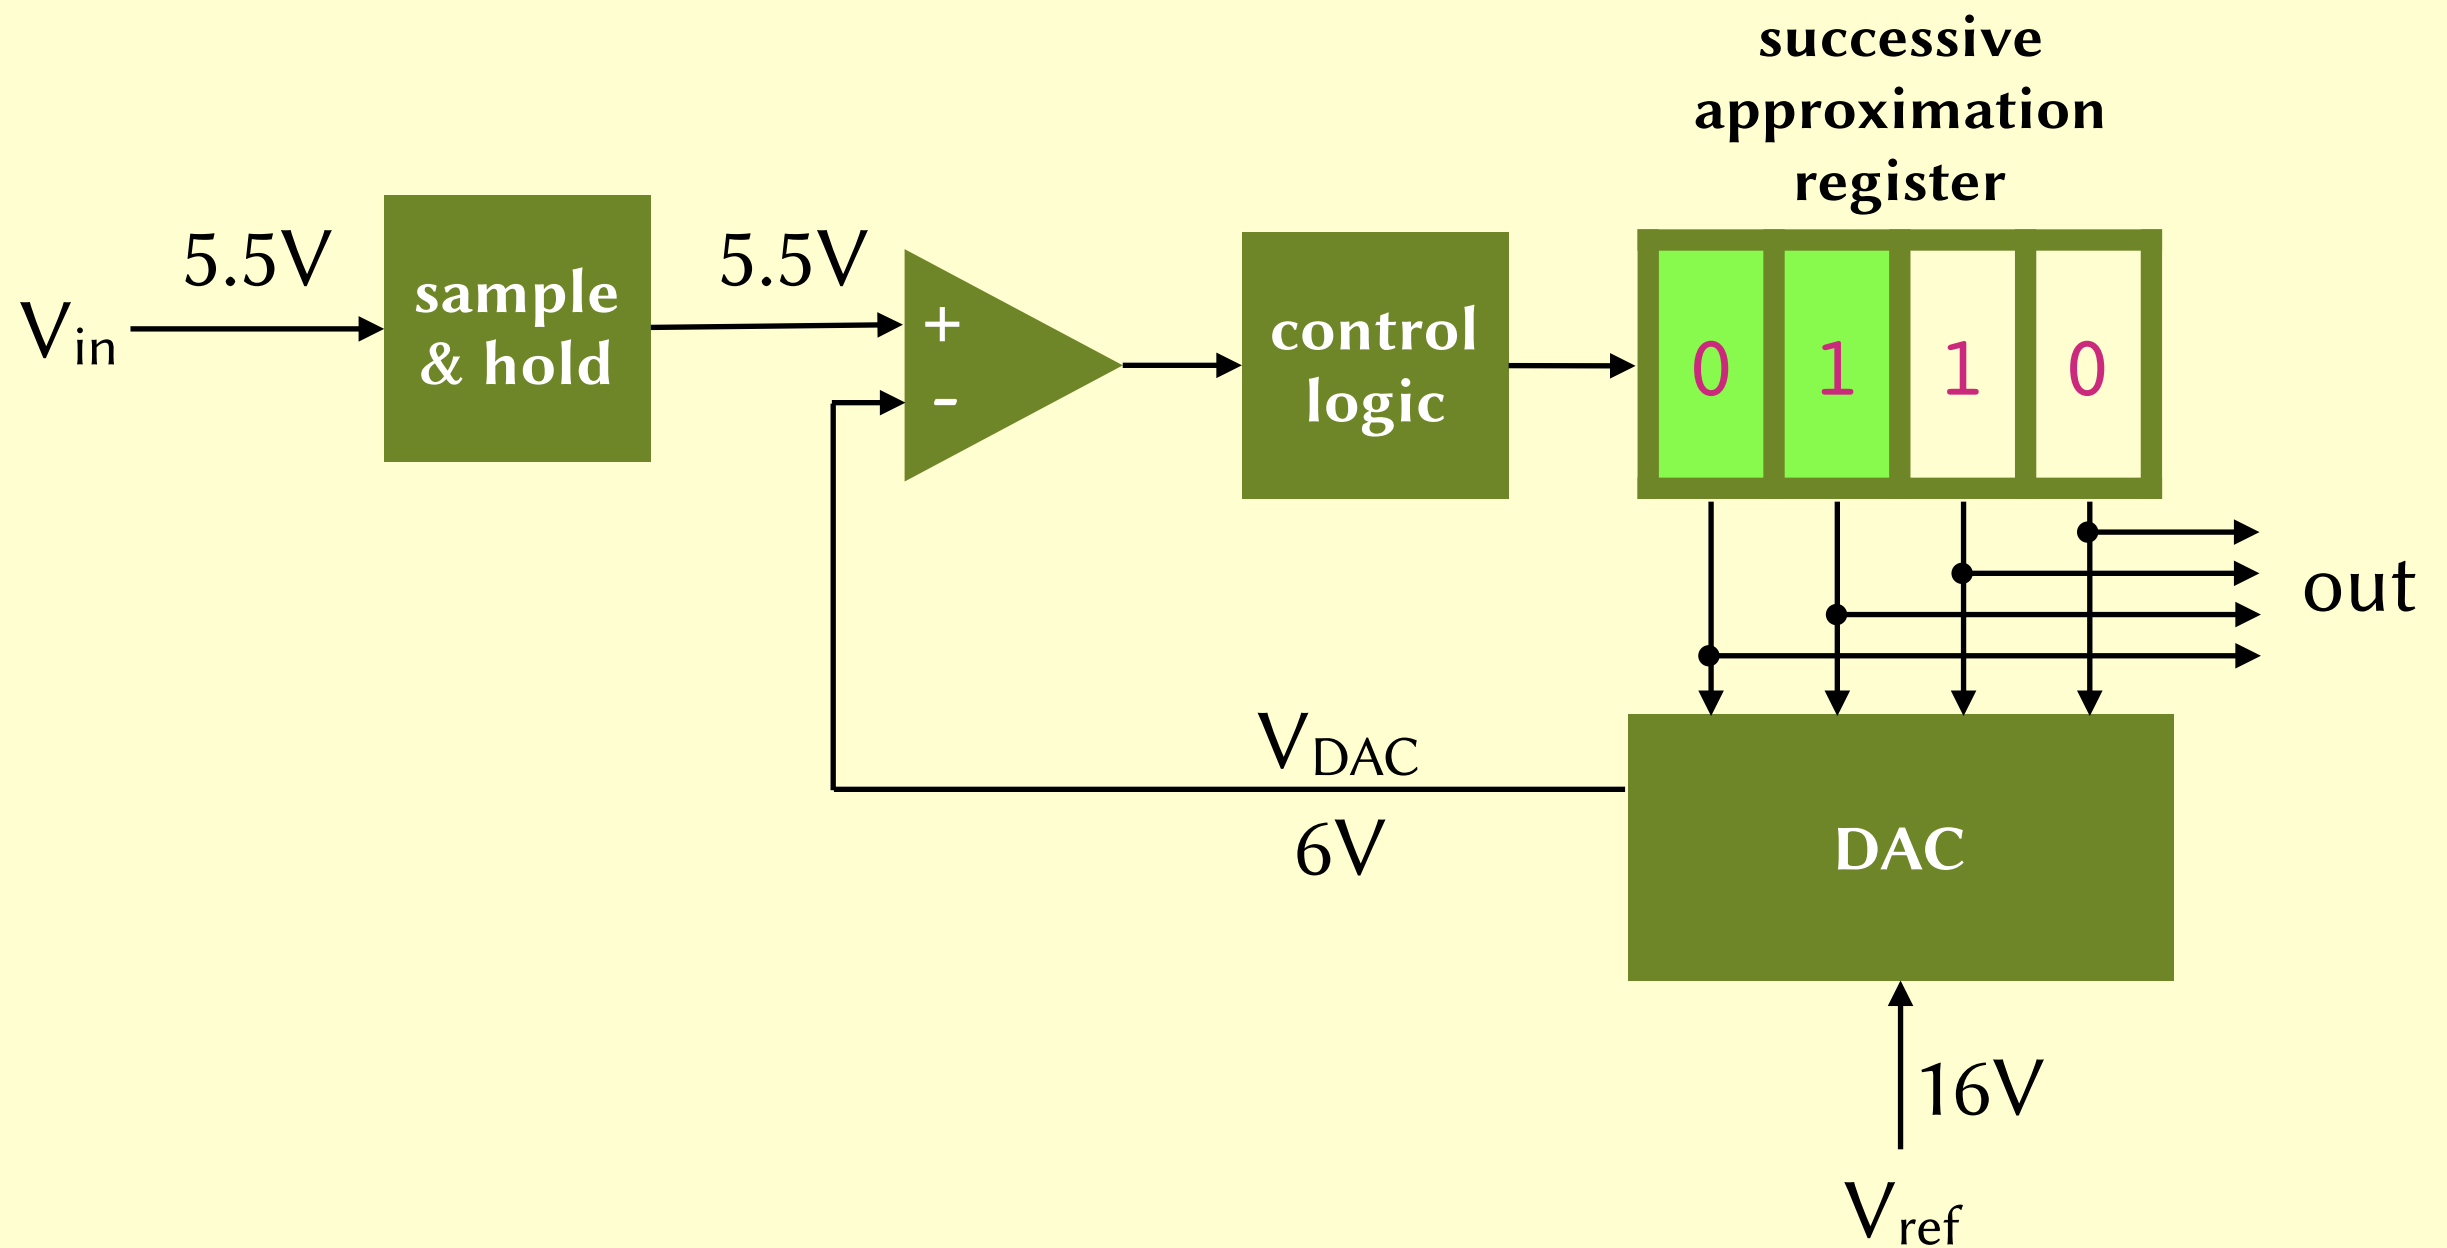 successive
approximation
register
5.5V
5.5V
Vin
sample
& hold
+
-
control
logic
0 1 1 0
out
VDAC
6V
DAC
16V
Vref